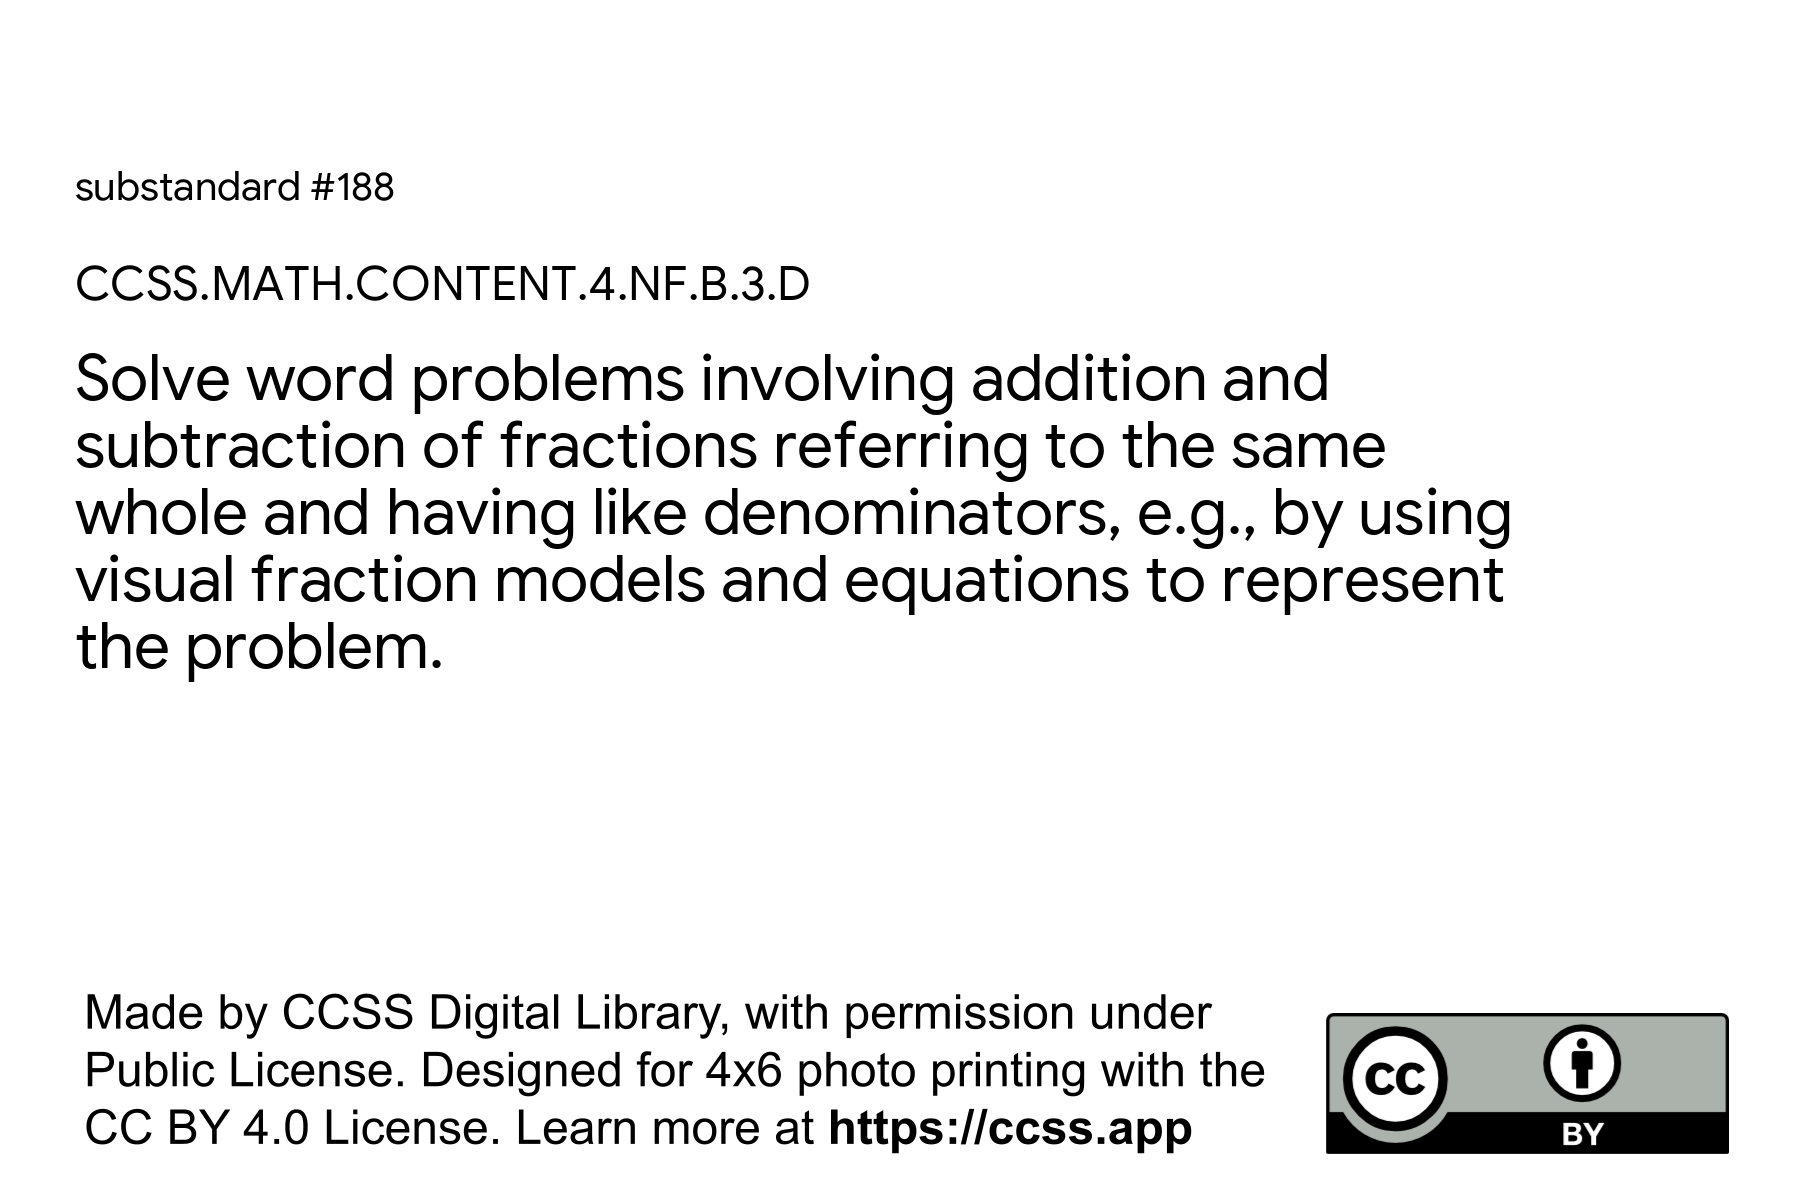 substandard #188
CCSS.MATH.CONTENT.4.NF.B.3.D
Solve word problems involving addition and
subtraction of fractions referring to the same
whole and having like denominators, e.g., by using
visual fraction models and equations to represent
the problem.
Made by CCSS Digital Library, with permission under
Public License. Designed for 4x6 photo printing with the
CC BY 4.0 License. Learn more at https://ccss.app
CC
BY